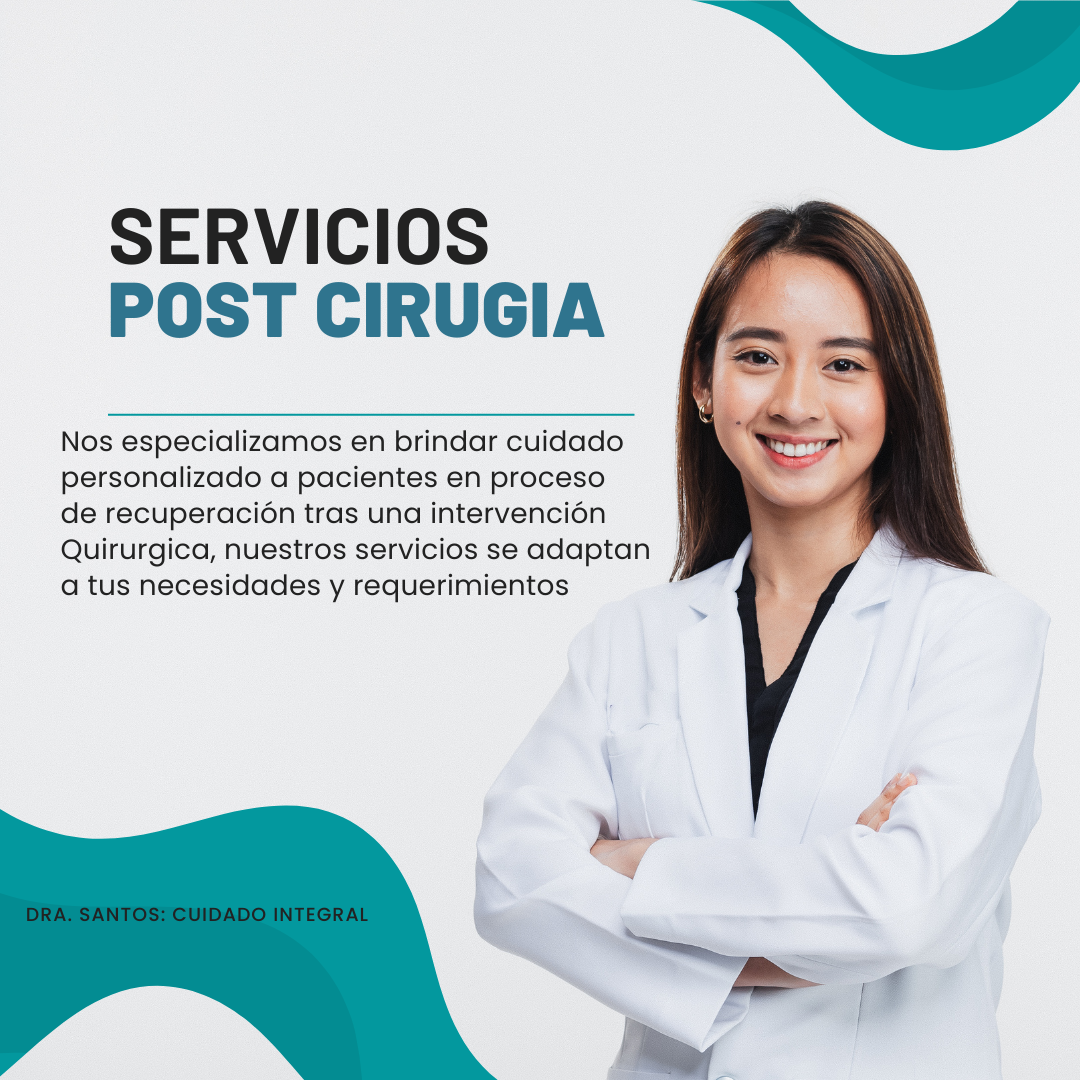 SERVICIOS
POST CIRUGIA
Nos especializamos en brindar cuidado
personalizado a pacientes en proceso
de recuperación tras una intervención
Quirurgica, nuestros servicios se adaptan
a tus necesidades y requerimientos
DRA. SANTOS: CUIDADO INTEGRAL